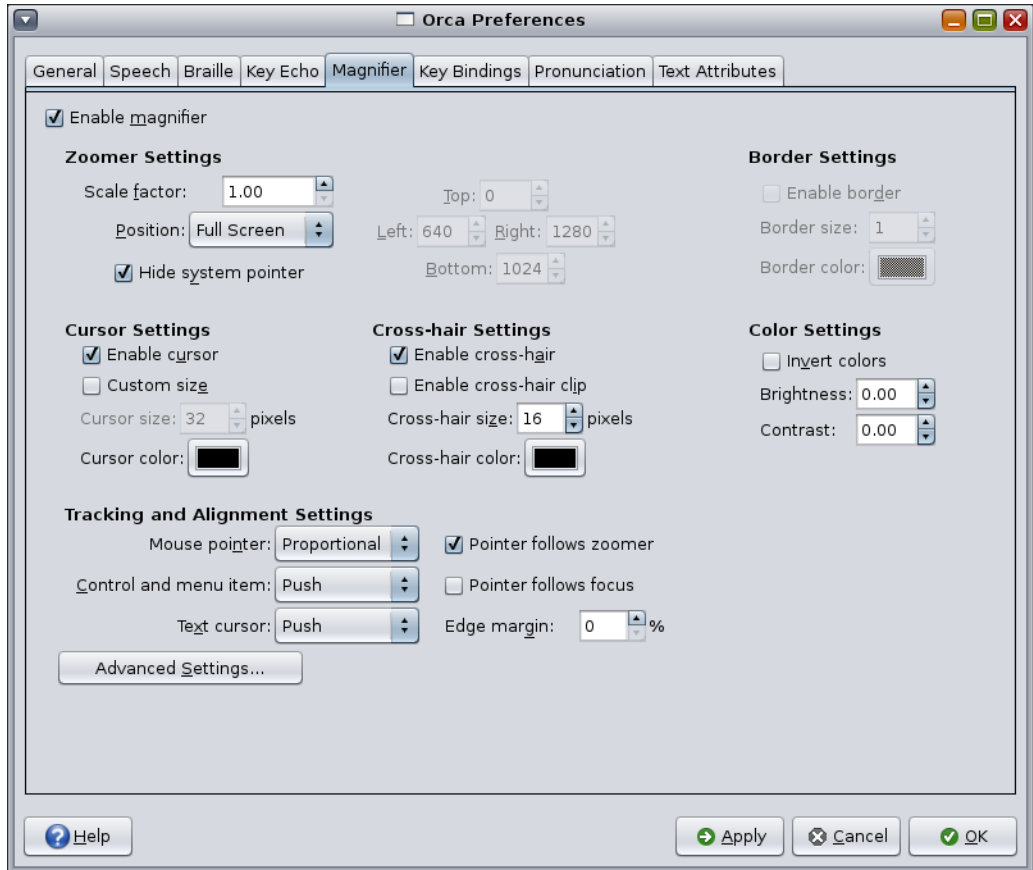 Orca Preferences
General Speech Braille Key Echo Magnifier Key Bindings Pronunciation Text Attributes
Enable magnifier
Zoomer Settings
Scale factor: 1.00
Position: Full Screen
Hide system pointer
Top: 0
Left: 640 Right: 1280
Bottom: 1024
Border Settings
Enable border
Border size: 1
Border color:
Cursor Settings
Enable cursor
Custom size
Cursor size: 32 pixels
Cursor color:
Cross-hair Settings
Enable cross-hair
Enable cross-hair clip
Cross-hair size: 16 pixels
Cross-hair color:
Color Settings
Invert colors
Brightness: 0.00
Contrast: 0.00
Tracking and Alignment Settings
Mouse pointer: Proportional Pointer follows zoomer
Control and menu item: Push Pointer follows focus
Text cursor: Push Edge margin: 0 %
Advanced Settings...
Help Apply Cancel OK